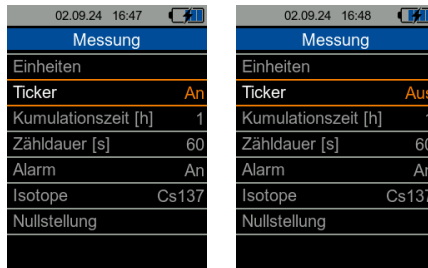 02.09.24 16:47
Messung
Einheiten
Ticker An
Kumulationszeit [h] 1
Zähldauer [s] 60
Alarm An
Isotope Cs137
Nullstellung
02.09.24 16:48
Messung
Einheiten
Ticker Aus
Kumulationszeit [h] 1
Zähldauer [s] 60
Alarm An
Isotope Cs137
Nullstellung